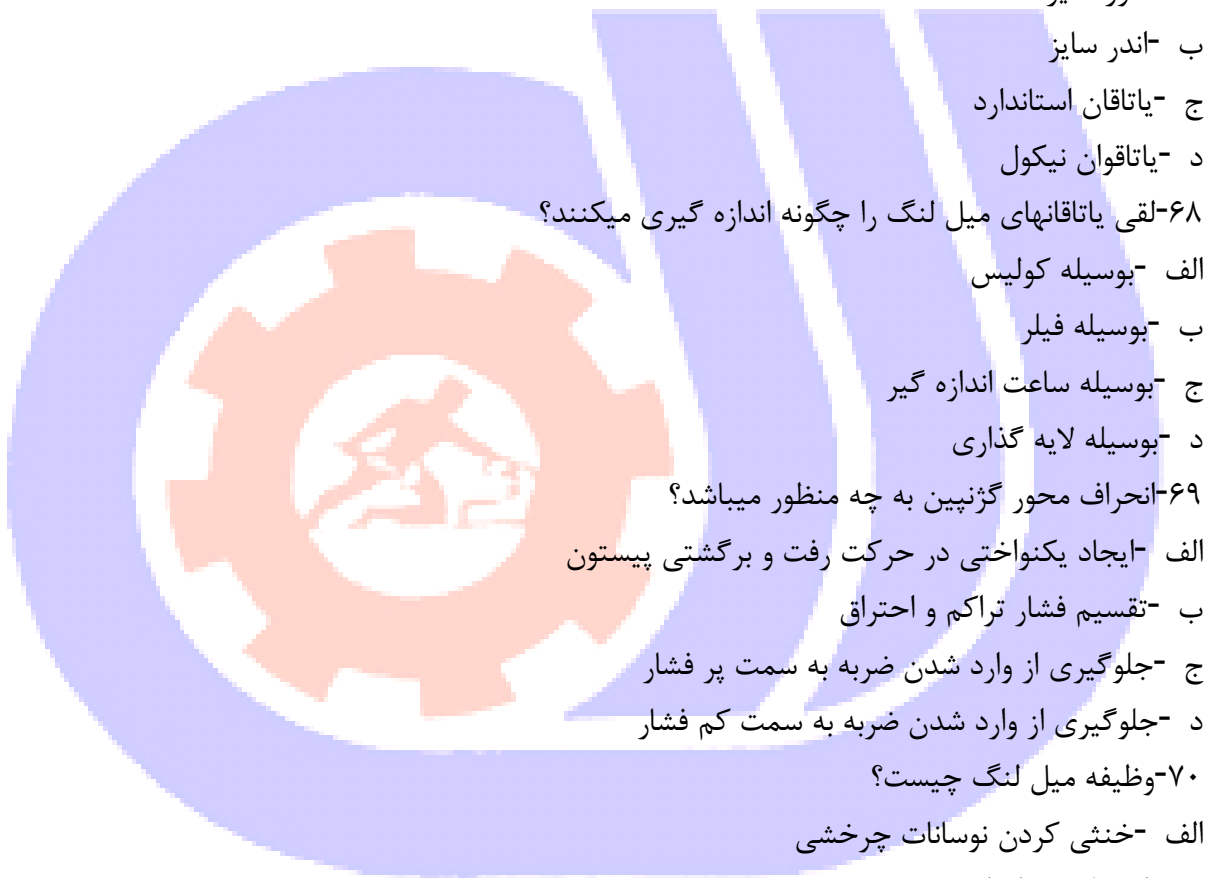 ب -اندر سایز
ج -یاتاقان استاندارد
د -یاتاقوان نیکول
۶۸-لقی یاتاقانهای میل لنگ را چگونه اندازه گیری میکنند؟
الف -بوسیله کولیس
ب -بوسیله فیلر
ج -بوسیله ساعت اندازه گیر
د -بوسیله لایه گذاری
۶۹-انحراف محور گژنپین به چه منظور میباشد؟
الف -ایجاد یکنواختی در حرکت رفت و برگشتی پیستون
ب -تقسیم فشار تراکم و احتراق
ج -جلوگیری از وارد شدن ضربه به سمت پر فشار
د -جلوگیری از وارد شدن ضربه به سمت کم فشار
۷۰-وظیفه میل لنگ چیست؟
الف -خنثی کردن نوسانات چرخشی